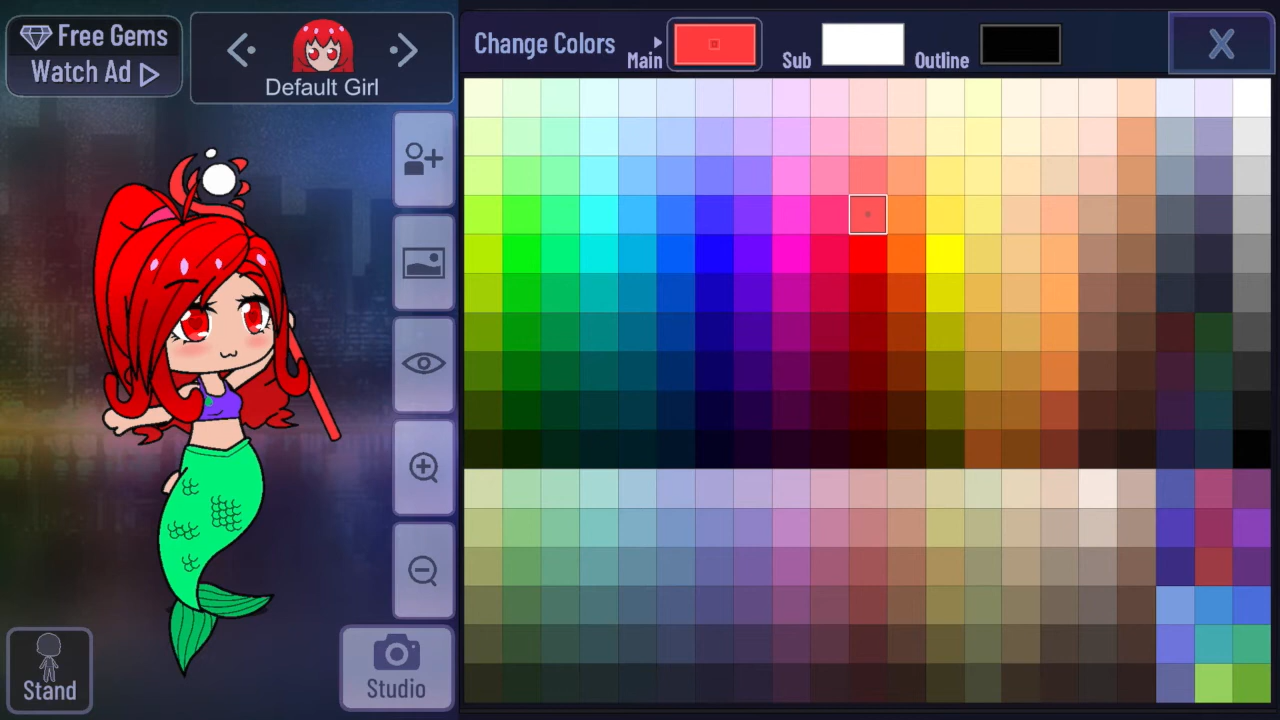 Free Gems
Watch Ad
Default Girl
Change Colors
Main
Sub
Outline
X
Stand
Studio